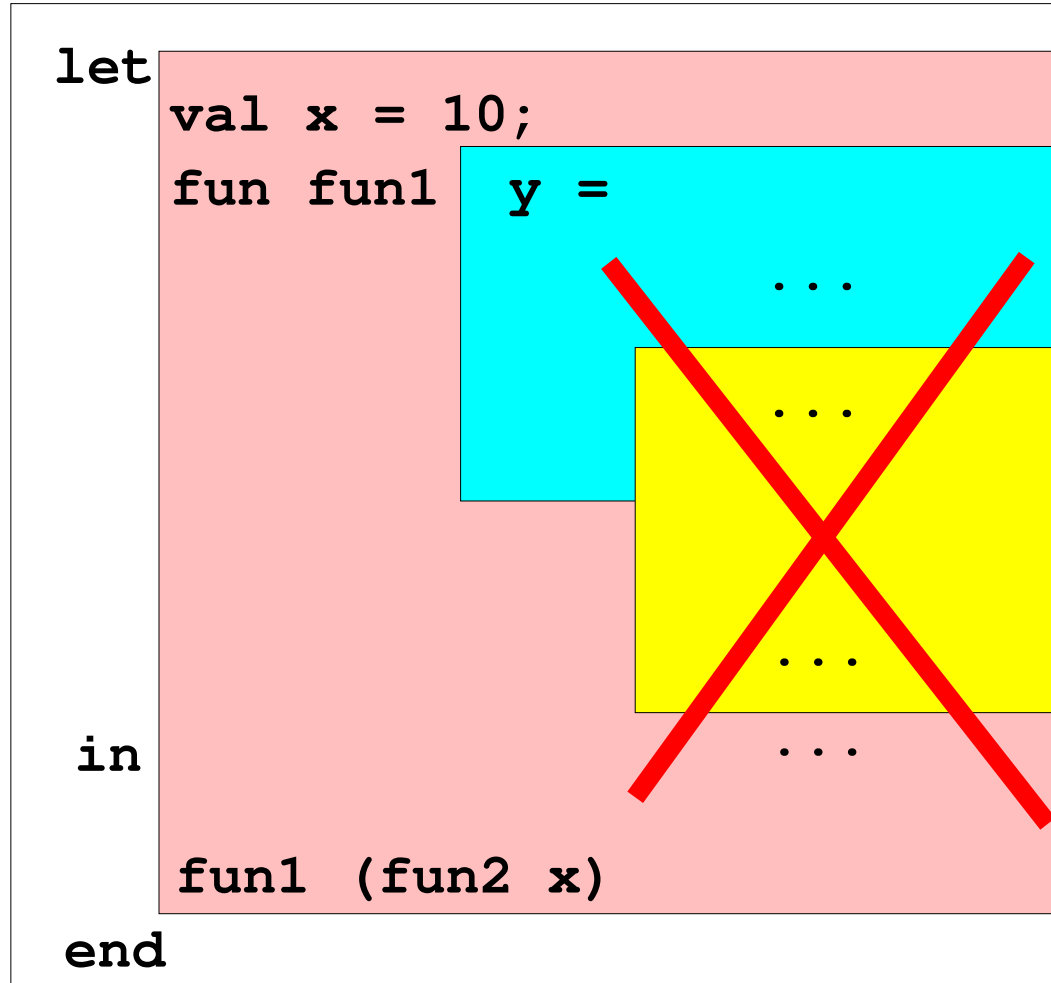 let
val x = 10;
fun fun1 y =
...
...
...
in
...
fun1 (fun2 x)
end